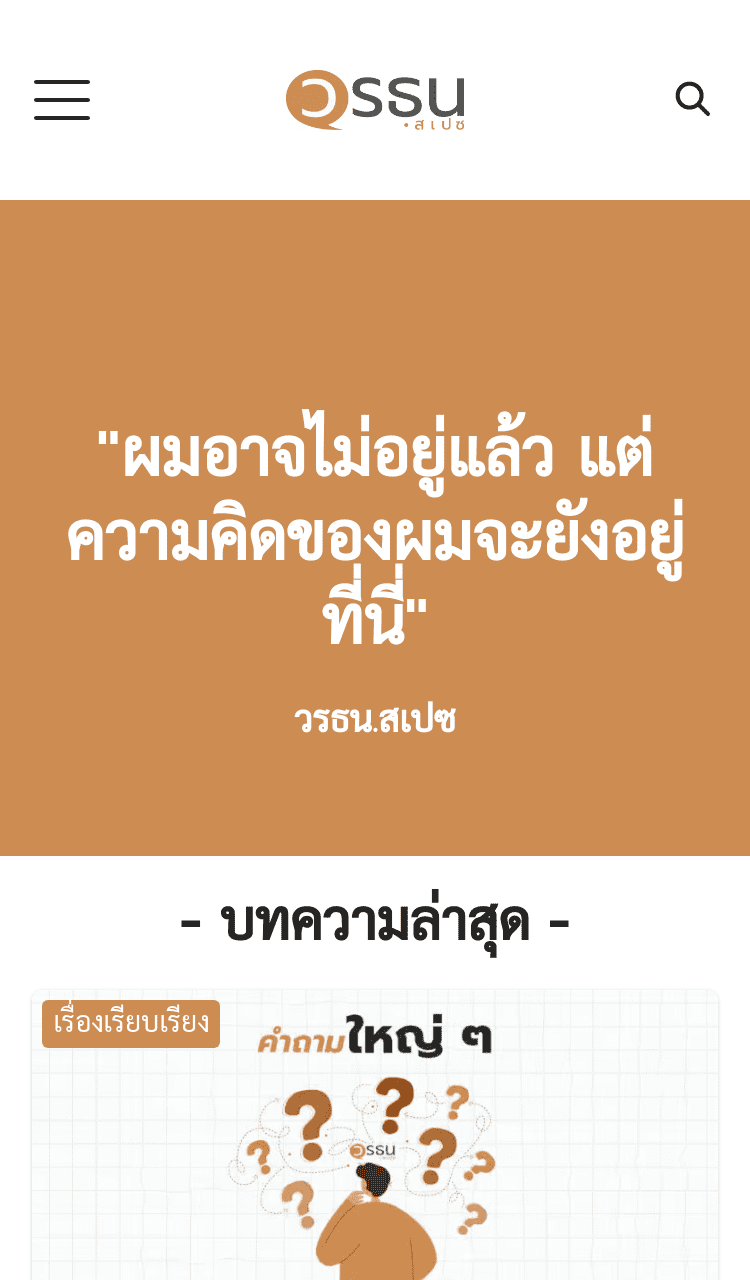 วรรน
•สเปซ
"ผมอาจไม่อยู่แล้ว แต่
ความคิดของผมจะยังอยู่
ที่นี่"
วรธน.สเปซ
- บทความล่าสุด -
เรื่องเรียบเรียง
คำถามใหญ่ ๆ
วรรน